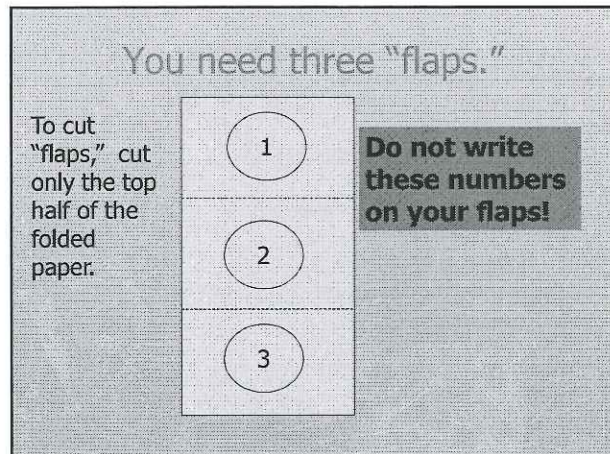 You need three “flaps.”
To cut
“flaps,” cut
only the top
half of the
folded
paper.
1
2
3
Do not write
these numbers
on your flaps!